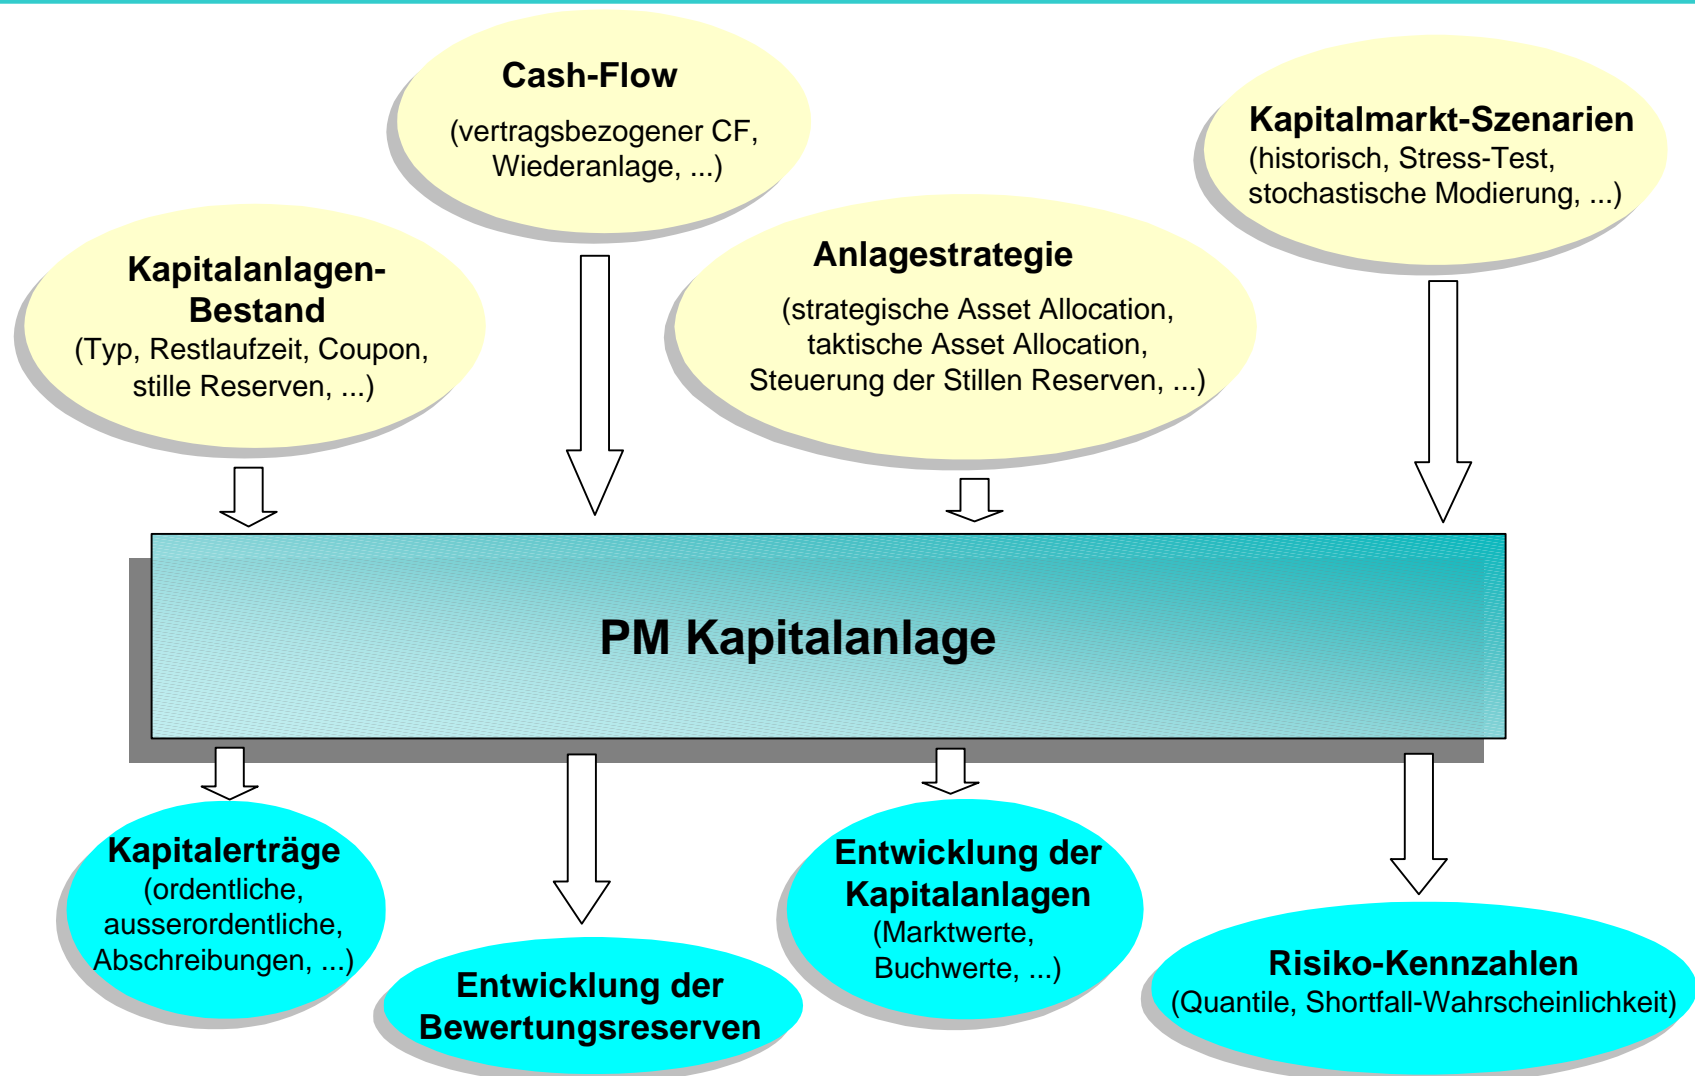 Cash-Flow
(vertragsbezogener CF,
Wiederanlage, ...)
Kapitalmarkt-Szenarien
(historisch, Stress-Test,
stochastische Modierung, ...)
Kapitalanlagen-
Bestand
(Typ, Restlaufzeit, Coupon,
stille Reserven, ...)
Anlagestrategie
(strategische Asset Allocation,
taktische Asset Allocation,
Steuerung der Stillen Reserven, ...)
PM Kapitalanlage
Kapitalerträge
(ordentliche,
ausserordentliche,
Abschreibungen, ...)
Entwicklung der
Bewertungsreserven
Entwicklung der
Kapitalanlagen
(Marktwerte,
Buchwerte, ...)
Risiko-Kennzahlen
(Quantile, Shortfall-Wahrscheinlichkeit)